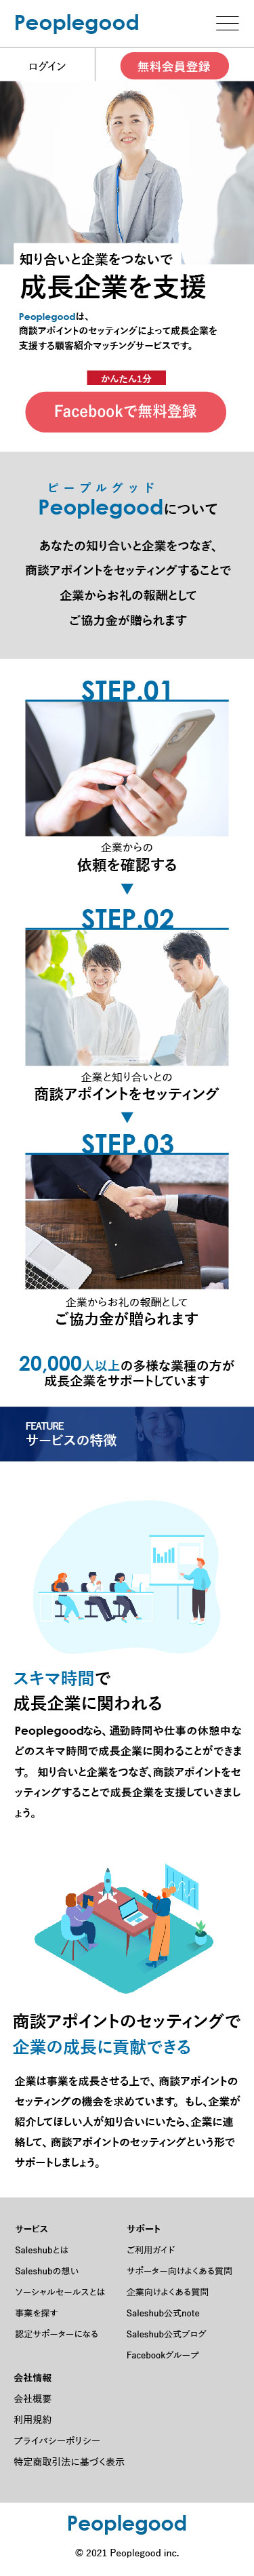 Peoplegood
ログイン
無料会員登録
知り合いと企業をつないで
成長企業を支援
Peoplegoodは、
商談アポイントのセッティングによって成長企業を
支援する顧客紹介マッチングサービスです。
かんたん1分
Facebookで無料登録
ピープルグッド
Peoplegoodについて
あなたの知り合いと企業をつなぎ、
商談アポイントをセッティングすることで
企業からお礼の報酬として
ご協力金が贈られます
STEP.01
企業からの
依頼を確認する
▼
STEP.02
企業と知り合いとの
商談アポイントをセッティング
▼
STEP.03
企業からお礼の報酬として
ご協力金が贈られます
20,000人以上の多様な業種の方が
成長企業をサポートしています
FEATURE
サービスの特徴
スキマ時間で
成長企業に関われる
Peoplegoodなら、通勤時間や仕事の休憩中な
どのスキマ時間で成長企業に関わることができま
す。 知り合いと企業をつなぎ、商談アポイントをセ
ッティングすることで成長企業を支援していきまし
ょう。
商談アポイントのセッティングで
企業の成長に貢献できる
企業は事業を成長させる上で、商談アポイントの
セッティングの機会を求めています。 もし、企業が
紹介してほしい人が知り合いにいたら、企業に連
絡して、商談アポイントのセッティングという形で
サポートしましょう。
サービス
Saleshubとは
Saleshubの想い
ソーシャルセールスとは
事業を探す
認定サポーターになる
サポート
ご利用ガイド
サポーター向けよくある質問
企業向けよくある質問
Saleshub公式note
Saleshub公式ブログ
Facebookグループ
会社情報
会社概要
利用規約
プライバシーポリシー
特定商取引法に基づく表示
Peoplegood
© 2021 Peoplegood inc.